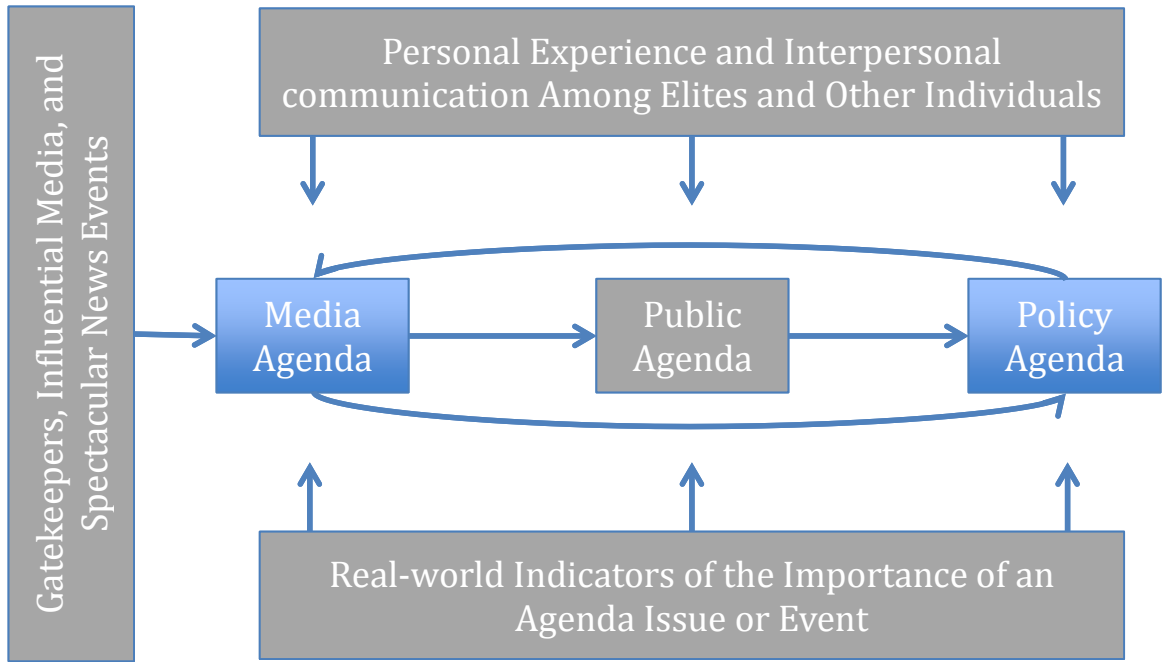 Gatekeepers, Influential Media, and
Spectacular News Events
Personal Experience and Interpersonal
communication Among Elites and Other Individuals
Media
Agenda
Public
Agenda
Policy
Agenda
Real-world Indicators of the Importance of an
Agenda Issue or Event